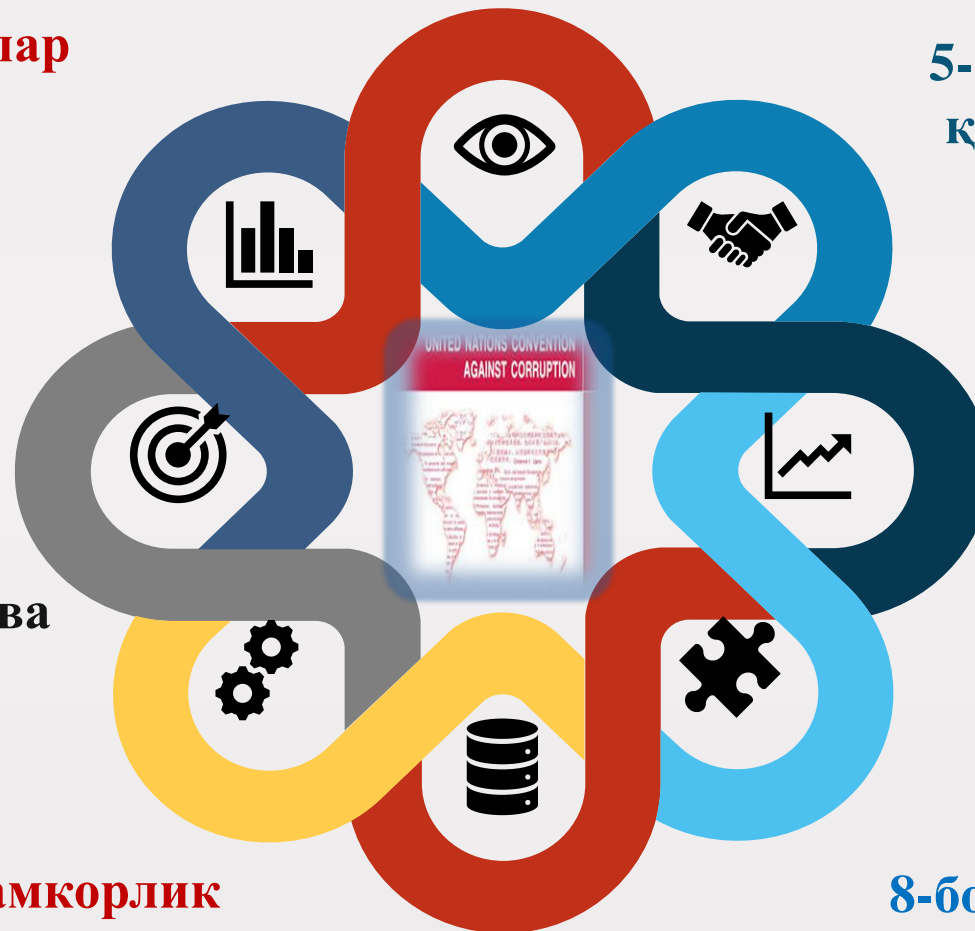 лар
5-
қ
UNITED NATIONS CONVENTION
AGAINST CORRUPTION
ва
амкорлик
8-бо